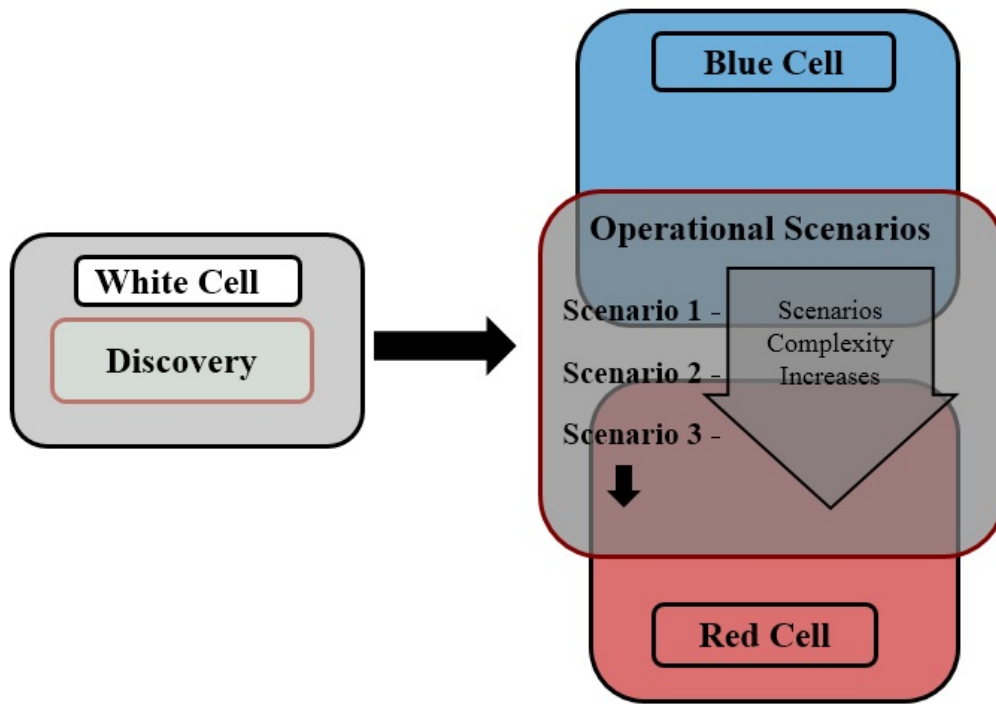 White Cell
Discovery
Blue Cell
Operational Scenarios
Scenario 1 -
Scenario 2 -
Scenario 3 -
Scenarios
Complexity
Increases
Red Cell